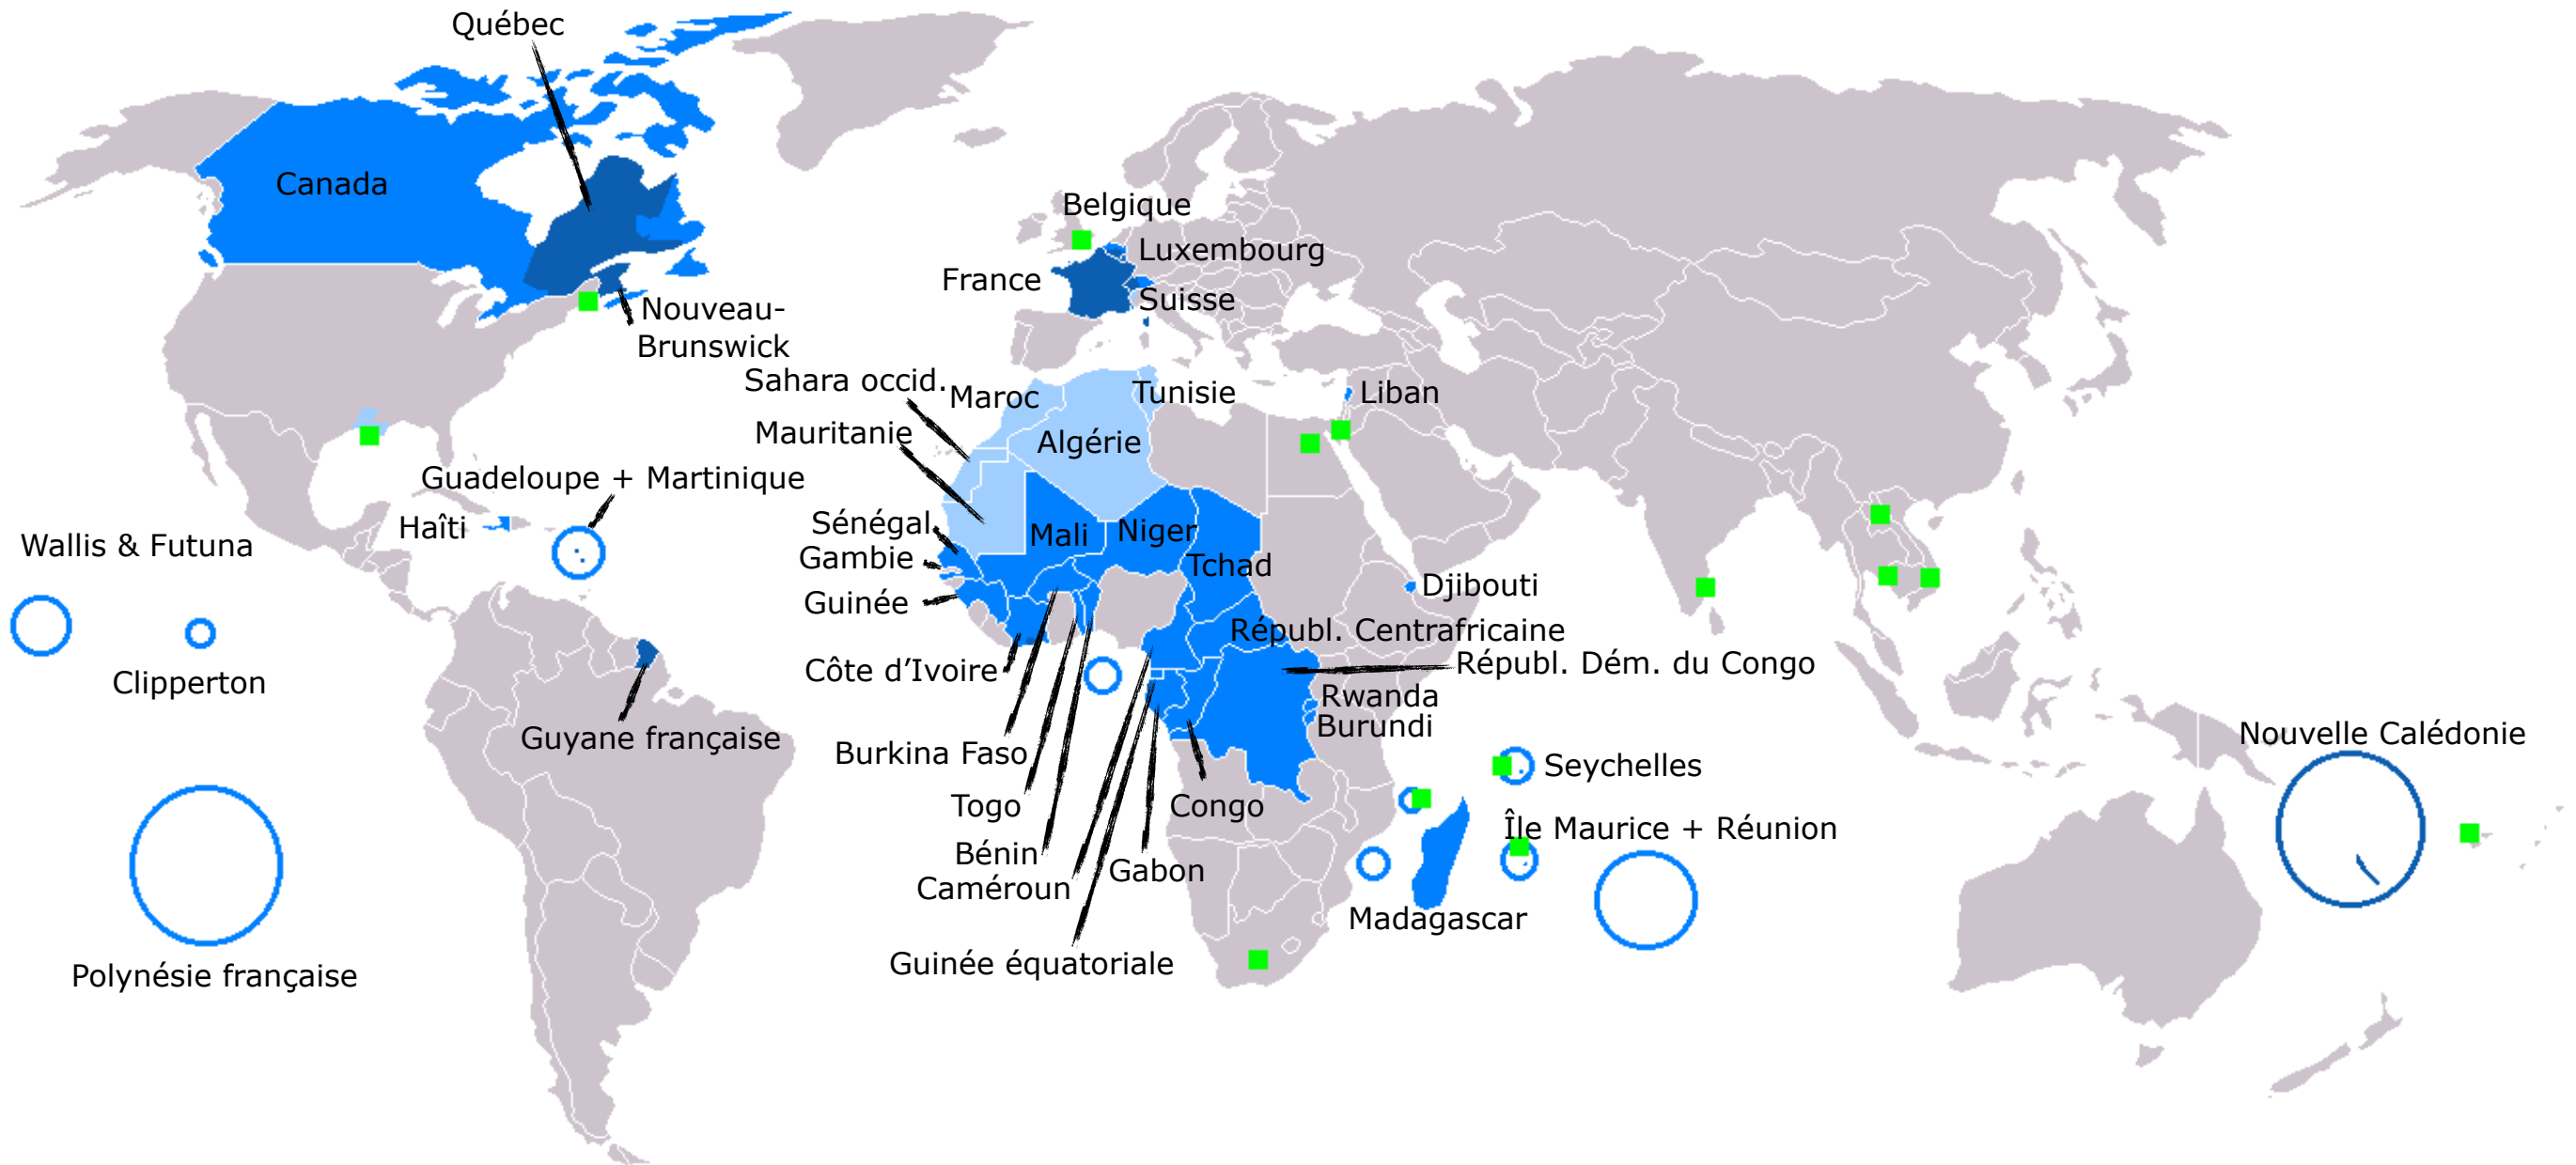 Québec
Canada
Belgique
Luxembourg
France
Suisse
Nouveau-
Brunswick
Sahara occid.
Maroc
Tunisie
Liban
Mauritanie
Algérie
Guadeloupe + Martinique
Haîti
Sénégal
Mali
Niger
Wallis & Futuna
Gambie
Tchad
Djibouti
Guinée
Républ. Centrafricaine
Côte d’Ivoire
Républ. Dém. du Congo
Clipperton
Rwanda
Burundi
Guyane française
Nouvelle Calédonie
Burkina Faso
Seychelles
Togo
Congo
Île Maurice + Réunion
Bénin
Gabon
Caméroun
Madagascar
Guinée équatoriale
Polynésie française